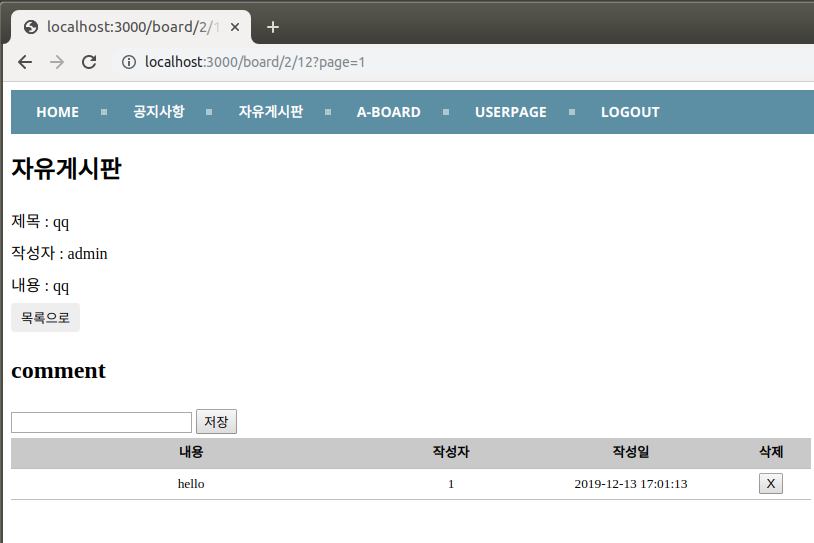 localhost:3000/board/2/1
localhost:3000/board/2/12?page=1
HOME 공지사항 자유게시판 A-BOARD USERPAGE LOGOUT
자유게시판
제목 : qq
작성자 : admin
내용 : qq
목록으로
comment
저장
내용 작성자 작성일 삭제
hello 1 2019-12-13 17:01:13 X